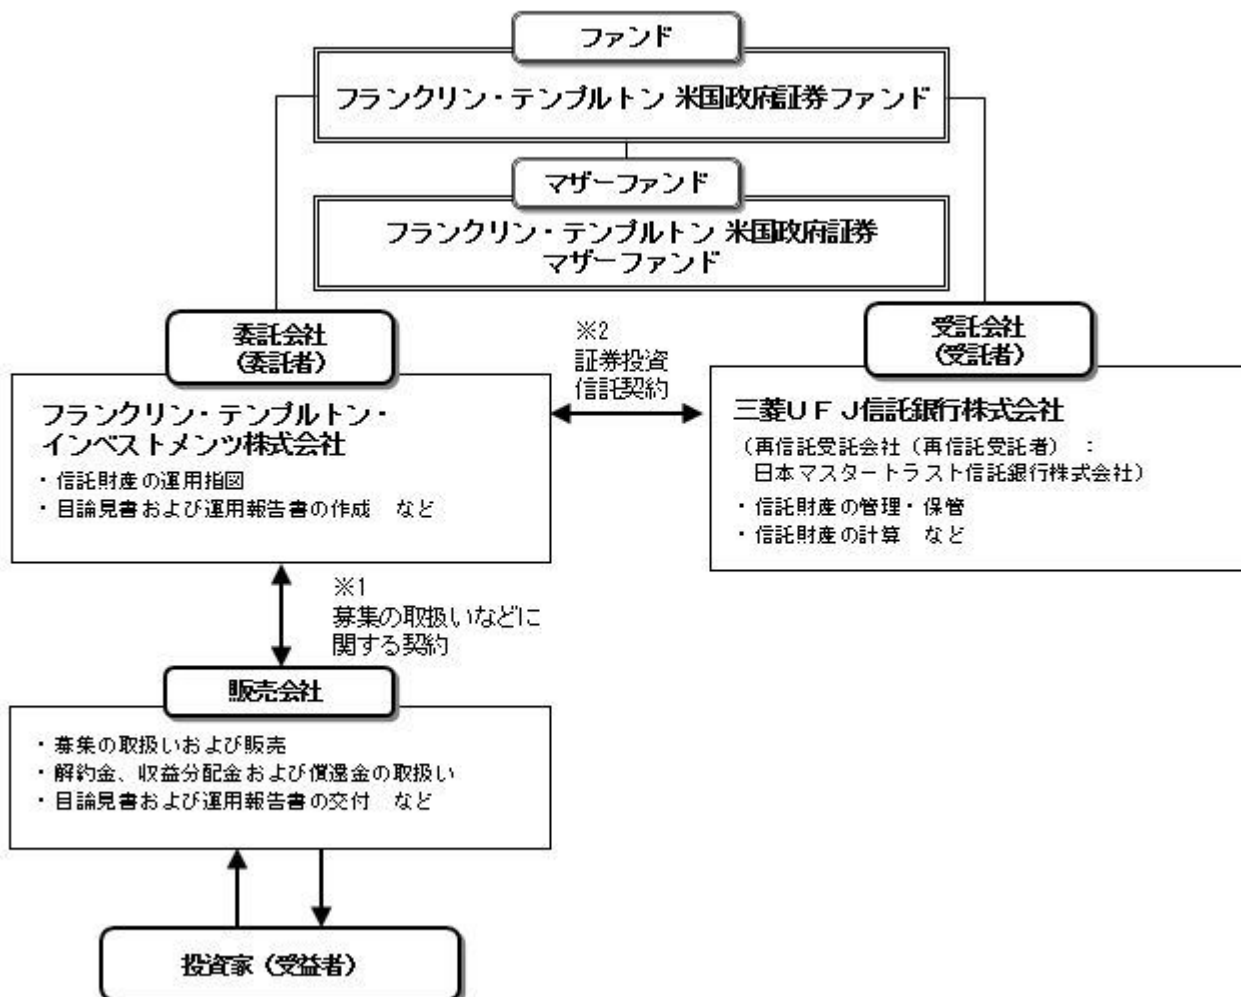 ファンド
フランクリン・テンプルトン 米国政府証券ファンド
マザーファンド
フランクリン・テンプルトン 米国政府証券
マザーファンド
委託会社
(委託者)
フランクリン・テンプルトン・
インベストメンツ株式会社
・信託財産の運用指図
・目論見書および運用報告書の作成　など
※2
証券投資
信託契約
受託会社
(受託者)
三菱ＵＦＪ信託銀行株式会社
(再信託受託会社(再信託受託者)　：
日本マスタートラスト信託銀行株式会社)
・信託財産の管理・保管
・信託財産の計算　など
※1
募集の取扱いなどに
関する契約
販売会社
・募集の取扱いおよび販売
・解約金、収益分配金および償還金の取扱い
・目論見書および運用報告書の交付　など
投資家(受益者)